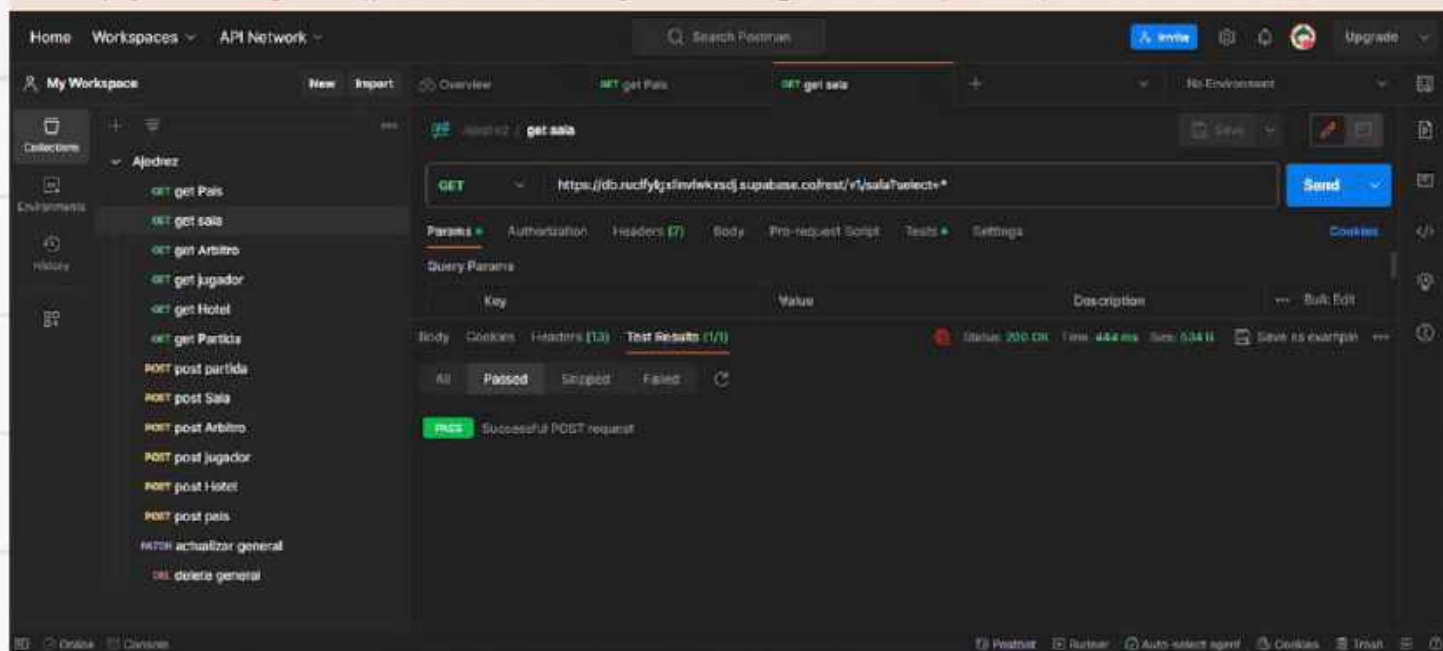 Home Workspaces API Network Search Postman Invite Upgrade
My Workspace New Import Overview GET get Pais GET get sala No Environment
Collections
Environments
History
Ajedrez
GET get Pais
GET get sala
GET get Arbitro
GET get jugador
GET get Hotel
GET get Partida
POST post partida
POST post Sala
POST post Arbitro
POST post jugador
POST post Hotel
POST post pais
PATCH actualizar general
DEL delete general
Ajedrez / get sala Save
GET Send
Params Authorization Headers (7) Body Pre-request Script Tests Settings Cookies
Query Params
Key Value Description Bulk Edit
Body Cookies Headers (13) Test Results (1/1) Status: 200 OK Time: 444 ms Size: 534 B Save as example
All Passed Skipped Failed
PASS Successful POST request
Online Console Postbot Runner Auto-select agent Cookies Trash